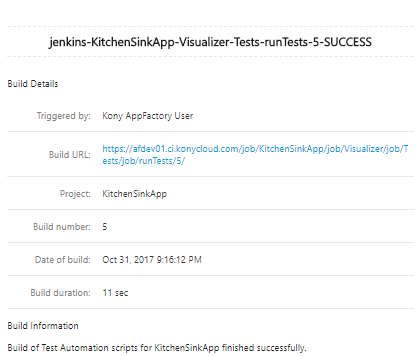 jenkins-KitchenSinkApp-Visualizer-Tests-runTests-5-SUCCESS
Build Details
Triggered by: Kony AppFactory User
Build URL: https://afdev01.ci.konycloud.com/job/KitchenSinkApp/job/Visualizer/job/T
ests/job/runTests/5/
Project: KitchenSinkApp
Build number: 5
Date of build: Oct 31, 2017 9:16:12 PM
Build duration: 11 sec
Build Information
Build of Test Automation scripts for KitchenSinkApp finished successfully.